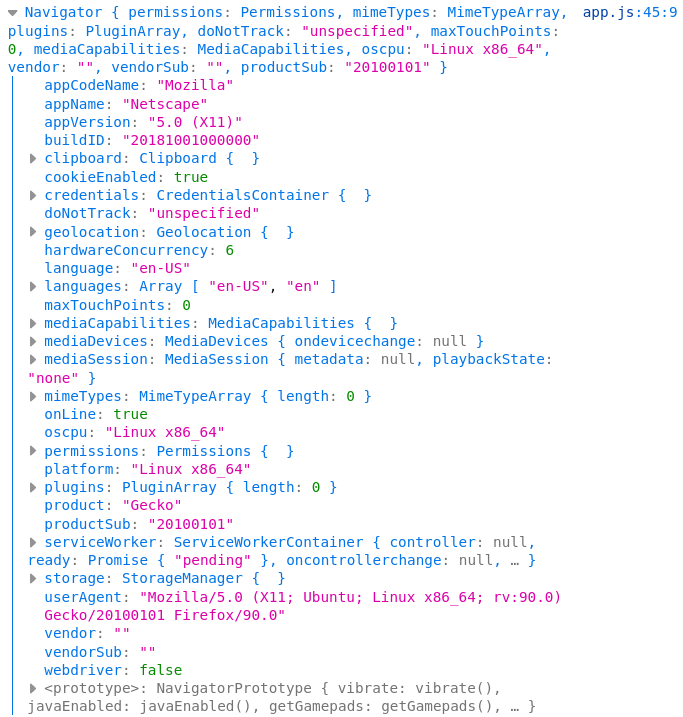 Navigator { permissions: Permissions, mimeTypes: MimeTypeArray, app.js:45:9
plugins: PluginArray, doNotTrack: "unspecified", maxTouchPoints:
0, mediaCapabilities: MediaCapabilities, oscpu: "Linux x86_64",
vendor: "", vendorSub: "", productSub: "20100101" }
appCodeName: "Mozilla"
appName: "Netscape"
appVersion: "5.0 (X11)"
buildID: "20181001000000"
clipboard: Clipboard {  }
cookieEnabled: true
credentials: CredentialsContainer {  }
doNotTrack: "unspecified"
geolocation: Geolocation {  }
hardwareConcurrency: 6
language: "en-US"
languages: Array [ "en-US", "en" ]
maxTouchPoints: 0
mediaCapabilities: MediaCapabilities {  }
mediaDevices: MediaDevices { ondevicechange: null }
mediaSession: MediaSession { metadata: null, playbackState:
"none" }
mimeTypes: MimeTypeArray { length: 0 }
onLine: true
oscpu: "Linux x86_64"
permissions: Permissions {  }
platform: "Linux x86_64"
plugins: PluginArray { length: 0 }
product: "Gecko"
productSub: "20100101"
serviceWorker: ServiceWorkerContainer { controller: null,
ready: Promise { "pending" }, oncontrollerchange: null, … }
storage: StorageManager {  }
userAgent: "Mozilla/5.0 (X11; Ubuntu; Linux x86_64; rv:90.0)
Gecko/20100101 Firefox/90.0"
vendor: ""
vendorSub: ""
webdriver: false
<prototype>: NavigatorPrototype { vibrate: vibrate(),
javaEnabled: javaEnabled(), getGamepads: getGamepads(), … }